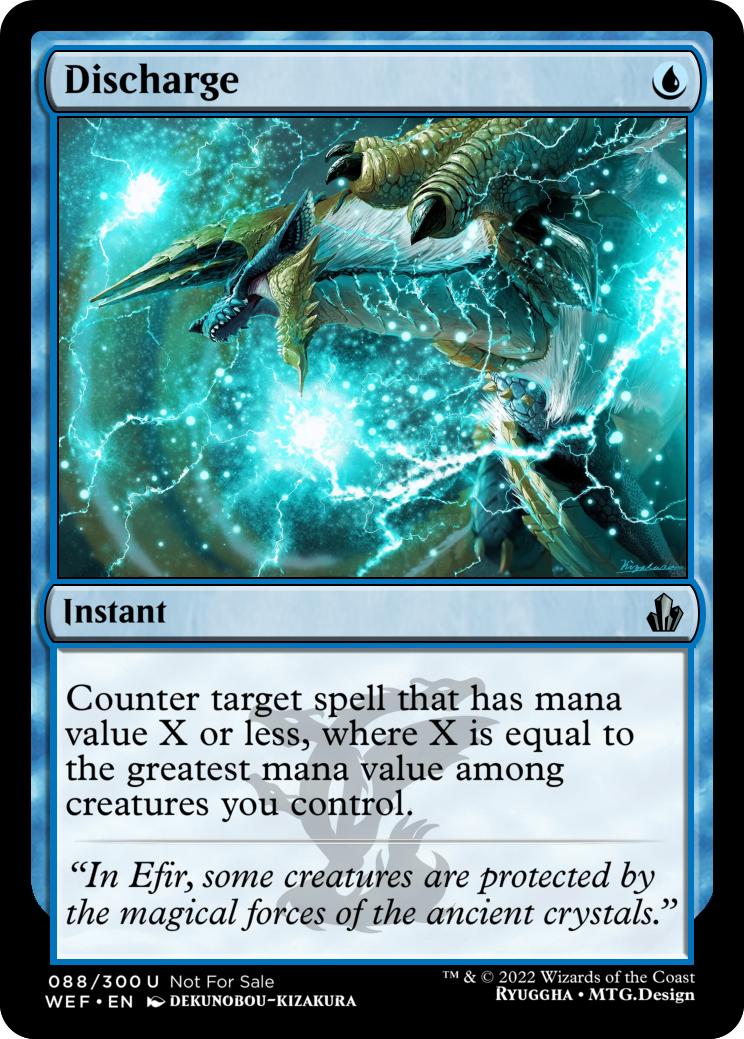 Discharge
Instant
Counter target spell that has mana
value X or less, where X is equal to
the greatest mana value among
creatures you control.
“In Efir, some creatures are protected by
the magical forces of the ancient crystals.”
088/300 U Not For Sale
WEF • EN DEKUNOBOU-KIZAKURA
™ & © 2022 Wizards of the Coast
RYUGGHA • MTG.Design